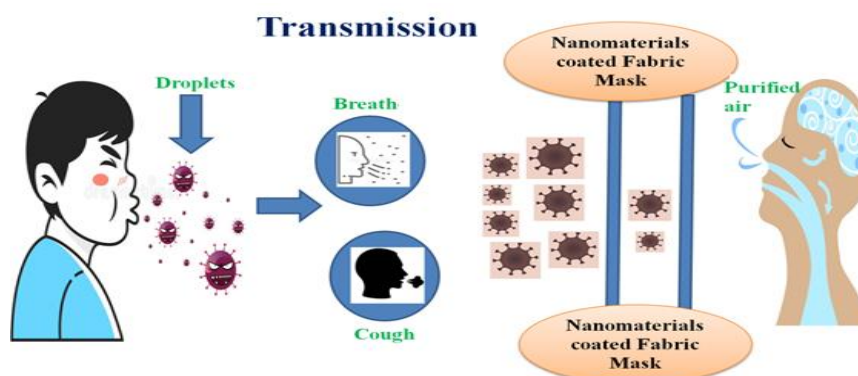 Transmission
Droplets
Breath
Cough
Nanomaterials
coated Fabric
Mask
Purified
air
Nanomaterials
coated Fabric
Mask